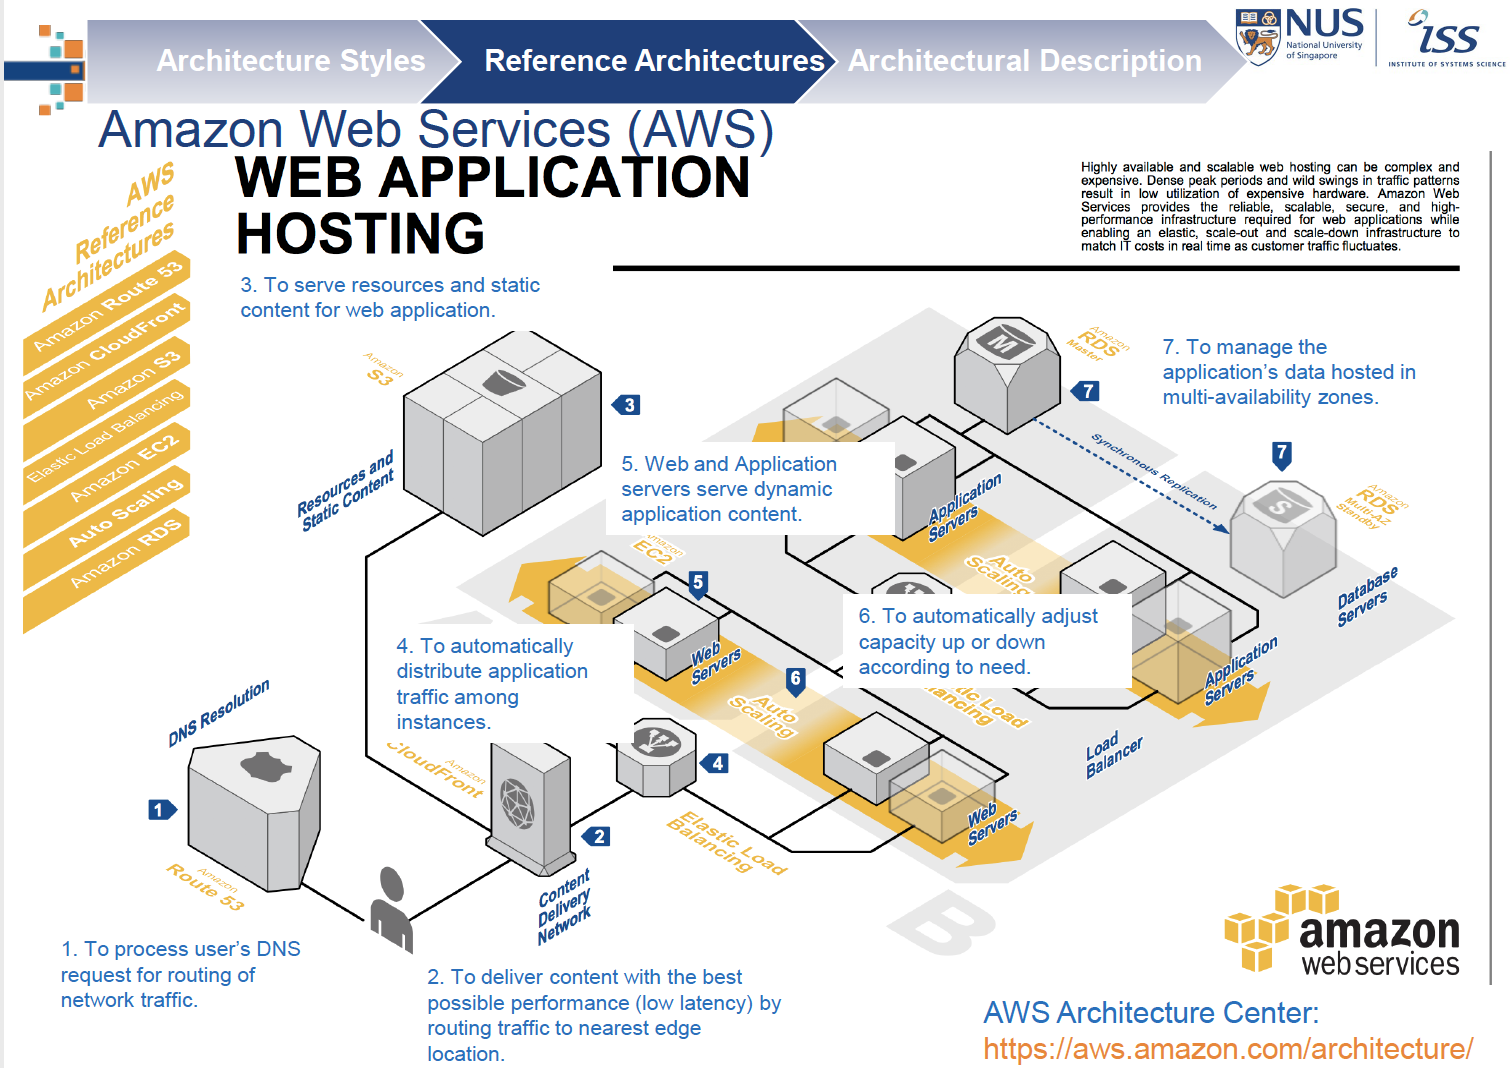 Architecture Styles
Reference Architectures
Architectural Description
NUS
National University
of Singapore
iss
INSTITUTE OF SYSTEMS SCIENCE
Amazon Web Services (AWS)
AWS
Reference
Architectures
Amazon Route 53
Amazon CloudFront
Amazon S3
Elastic Load Balancing
Amazon EC2
Auto Scaling
Amazon RDS
WEB APPLICATION
HOSTING
Highly available and scalable web hosting can be complex and
expensive. Dense peak periods and wild swings in traffic patterns
result in low utilization of expensive hardware. Amazon Web
Services provides the reliable, scalable, secure, and high-
performance infrastructure required for web applications while
enabling an elastic, scale-out and scale-down infrastructure to
match IT costs in real time as customer traffic fluctuates.
3. To serve resources and static
content for web application.
Amazon
S3
3
Resources and
Static Content
M
Amazon
RDS
Master
7
7. To manage the
application's data hosted in
multi-availability zones.
Synchronous Replication
7
S
Amazon
RDS
Multi-AZ
Standby
Database
Servers
5. Web and Application
servers serve dynamic
application content.
Application
Servers
Auto
Scaling
Amazon
EC2
5
Web
Servers
6. To automatically adjust
capacity up or down
according to need.
Application
Servers
Load
Balancing
Load
Balancer
4. To automatically
distribute application
traffic among
instances.
6
Auto
Scaling
DNS Resolution
1
Amazon
Route 53
CloudFront
Amazon
2
Content
Delivery
Network
4
Elastic Load
Balancing
Web
Servers
B
1. To process user's DNS
request for routing of
network traffic.
2. To deliver content with the best
possible performance (low latency) by
routing traffic to nearest edge
location.
amazon
webservices
AWS Architecture Center:
https://aws.amazon.com/architecture/